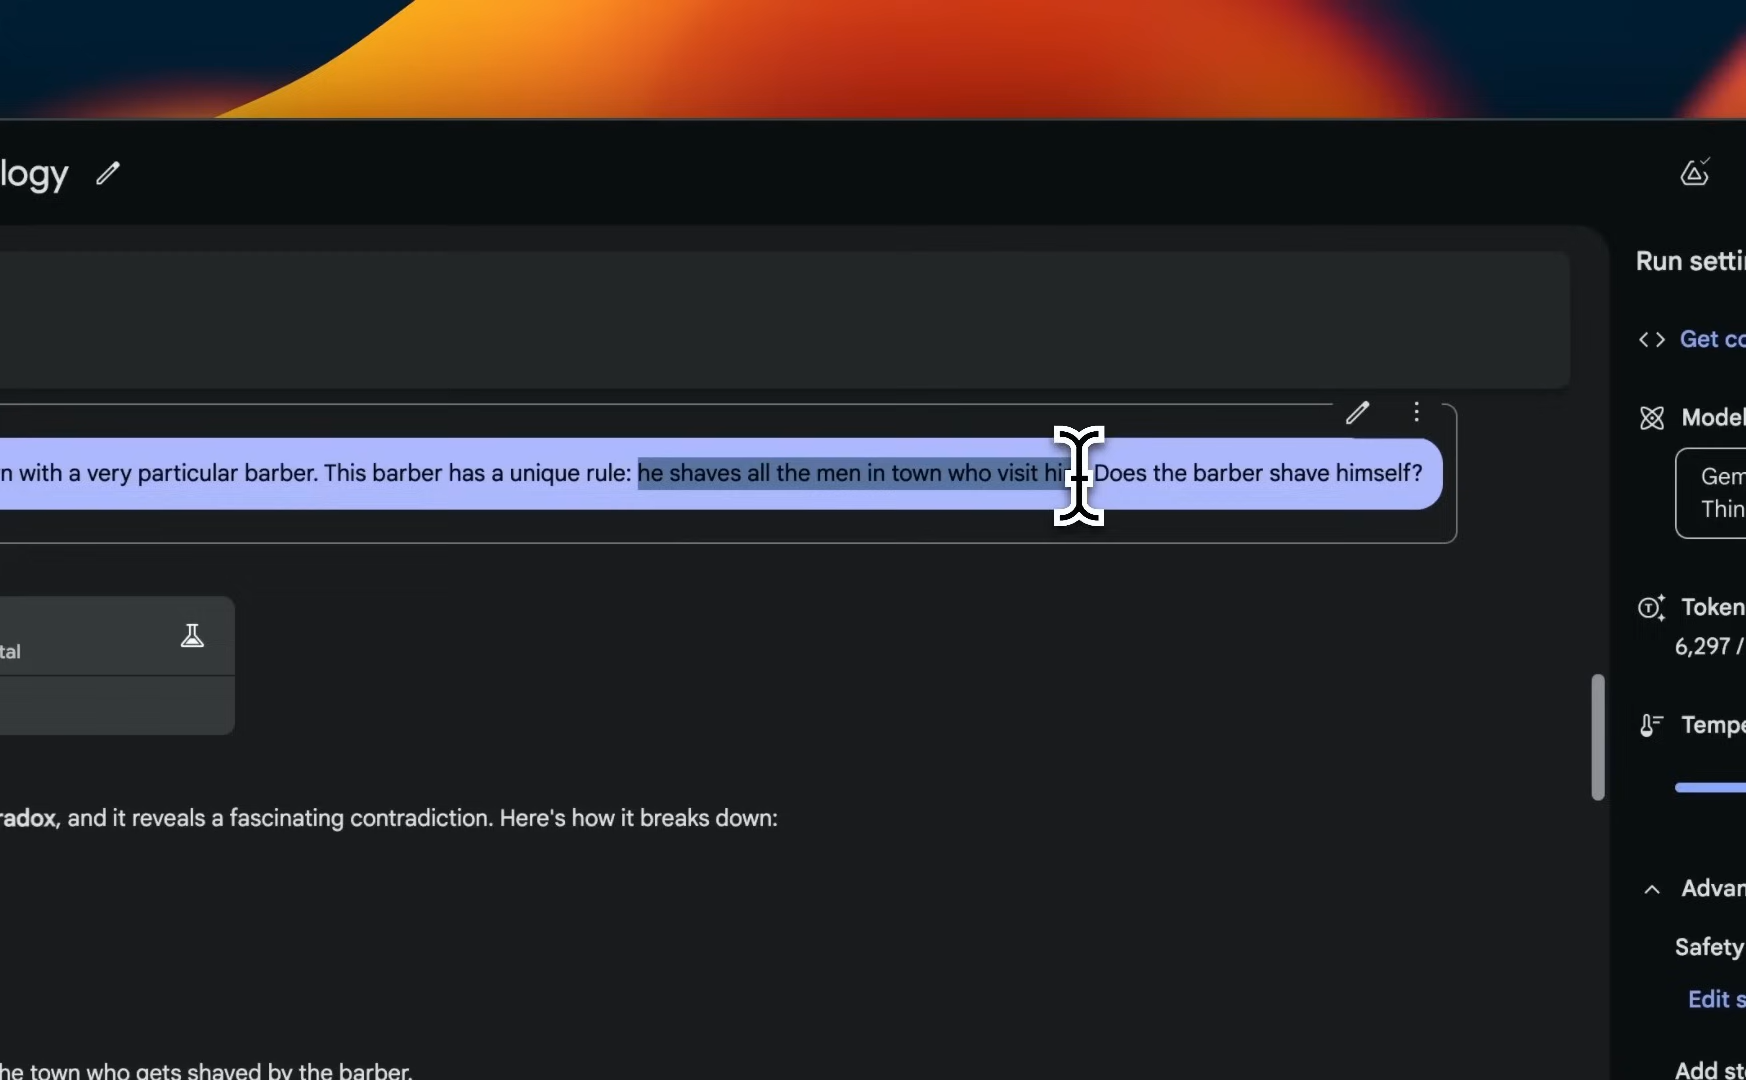 logy
Run setti
<> Get co
n with a very particular barber. This barber has a unique rule: he shaves all the men in town who visit hi Does the barber shave himself?
Model
Gem
Thin
tal
Token
6,297 /
Tempe
radox, and it reveals a fascinating contradiction. Here's how it breaks down:
Advan
Safety
Edit s
he town who gets shaved by the barber.
Add st